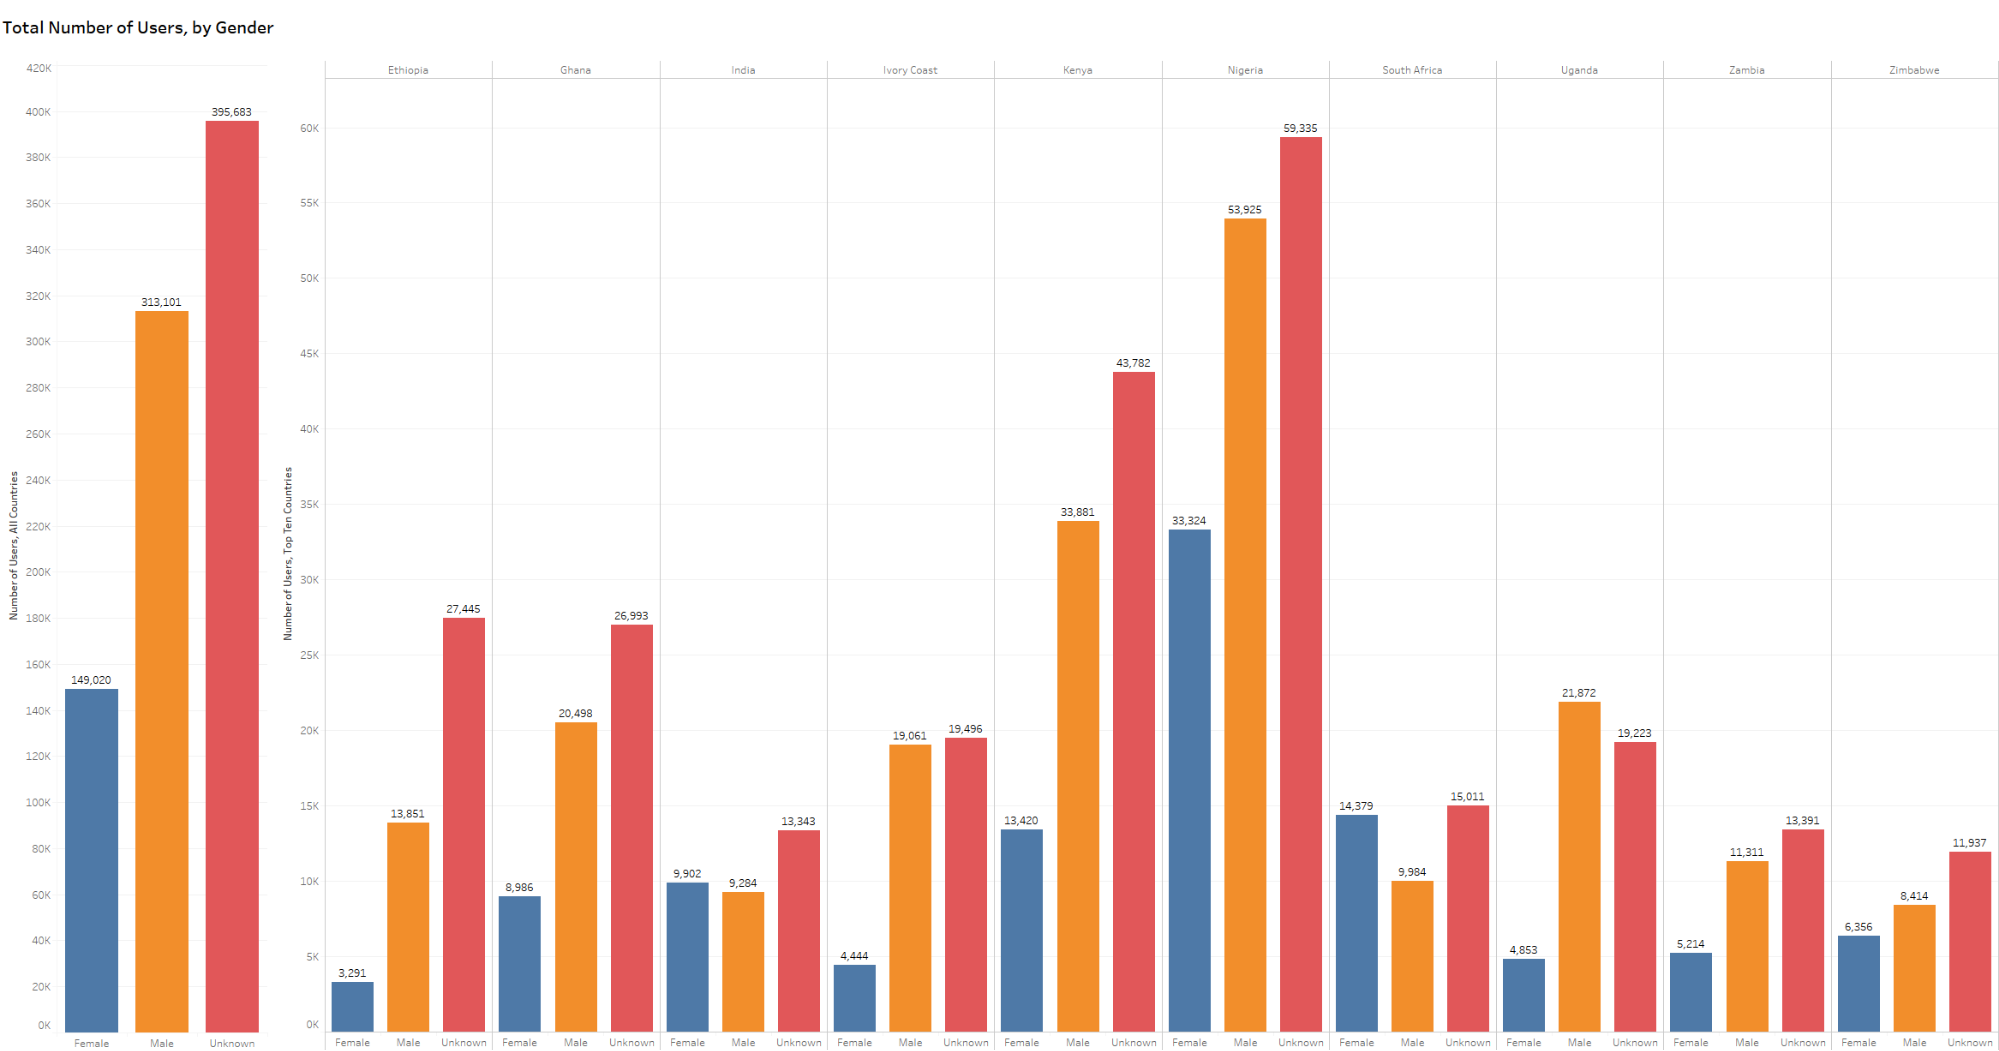 Total Number of Users, by Gender
Number of Users, All Countries
420K
400K
380K
360K
340K
320K
300K
280K
260K
240K
220K
200K
180K
160K
140K
120K
100K
80K
60K
40K
20K
0K
149,020
313,101
395,683
Female Male Unknown
Number of Users, Top Ten Countries
60K
55K
50K
45K
40K
35K
30K
25K
20K
15K
10K
5K
0K
Ethiopia
3,291
13,851
27,445
Female Male Unknown
Ghana
8,986
20,498
26,993
Female Male Unknown
India
9,902
9,284
13,343
Female Male Unknown
Ivory Coast
4,444
19,061
19,496
Female Male Unknown
Kenya
13,420
33,881
43,782
Female Male Unknown
Nigeria
33,324
53,925
59,335
Female Male Unknown
South Africa
14,379
9,984
15,011
Female Male Unknown
Uganda
4,853
21,872
19,223
Female Male Unknown
Zambia
5,214
11,311
13,391
Female Male Unknown
Zimbabwe
6,356
8,414
11,937
Female Male Unknown